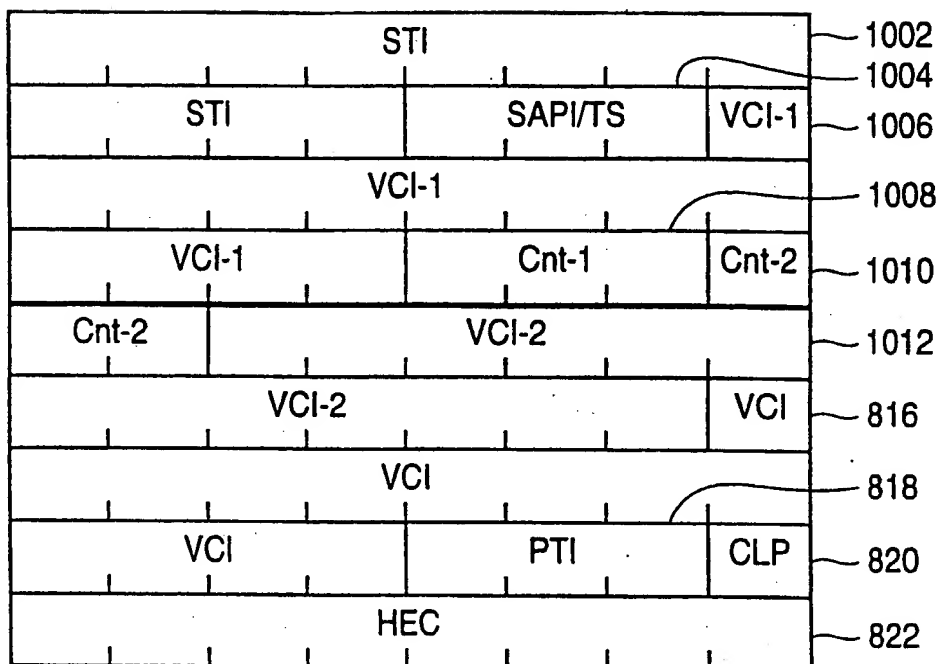 STI 1002
1004
STI SAPI/TS VCI-1 1006
VCI-1 1008
VCI-1 Cnt-1 Cnt-2 1010
Cnt-2 VCI-2 1012
VCI-2 VCI 816
VCI 818
VCI PTI CLP 820
HEC 822